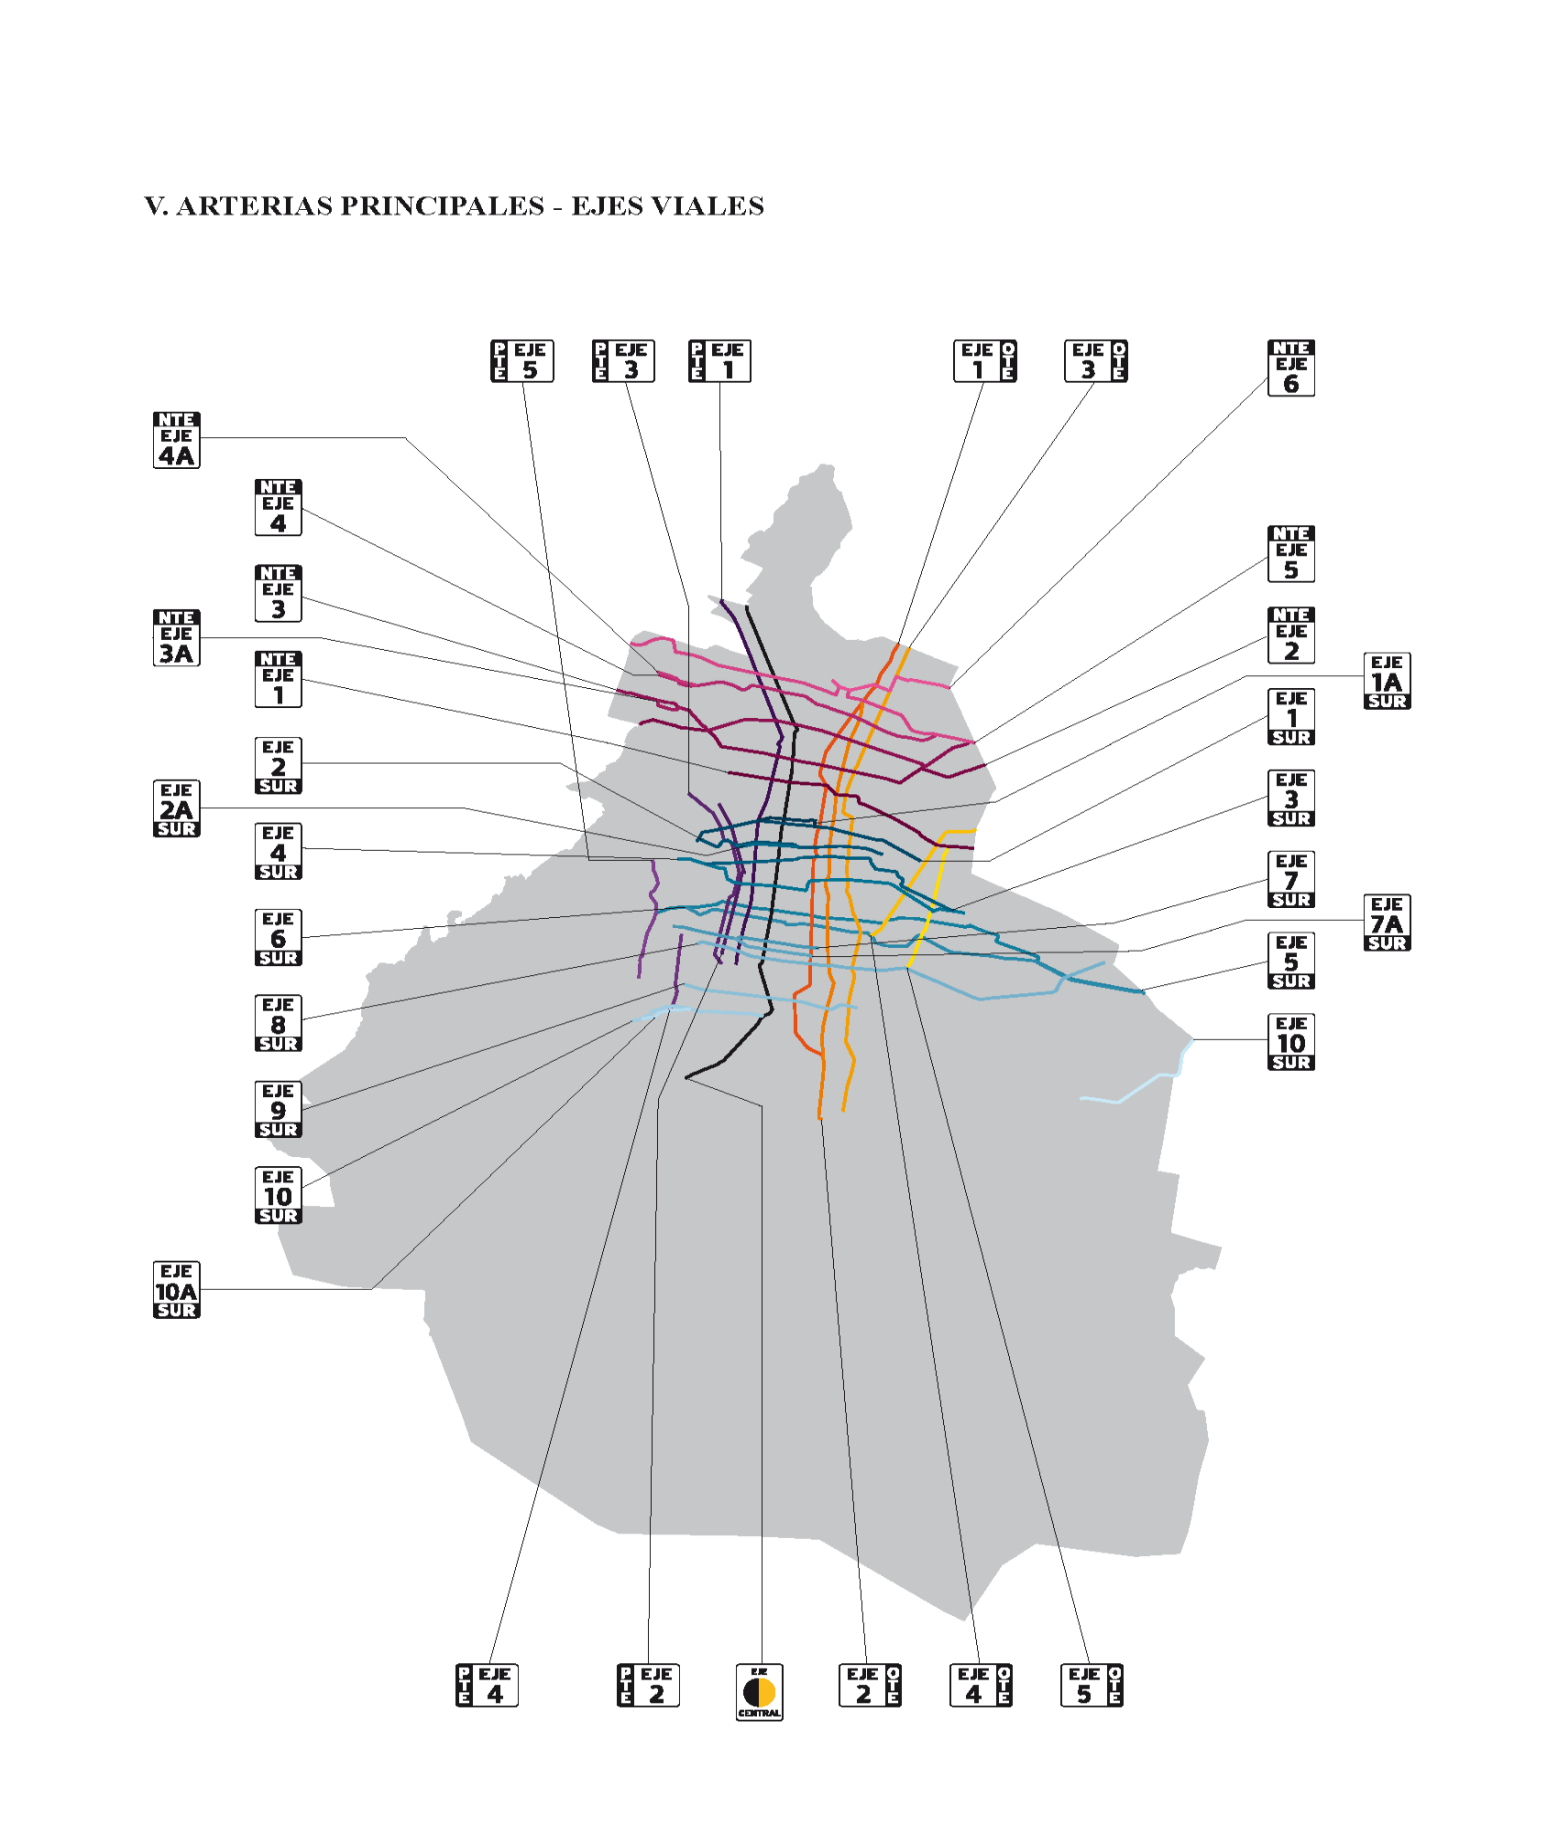 V. ARTERIAS PRINCIPALES - EJES VIALES
PTE EJE 5
PTE EJE 3
PTE EJE 1
EJE 1 OTE
EJE 3 OTE
NTE
EJE
6
NTE
EJE
4A
NTE
EJE
4
NTE
EJE
5
NTE
EJE
3
NTE
EJE
3A
NTE
EJE
2
NTE
EJE
1
EJE
1A
SUR
EJE
1
SUR
EJE
2
SUR
EJE
2A
SUR
EJE
3
SUR
EJE
4
SUR
EJE
7
SUR
EJE
7A
SUR
EJE
6
SUR
EJE
5
SUR
EJE
8
SUR
EJE
10
SUR
EJE
9
SUR
EJE
10
SUR
EJE
10A
SUR
PTE EJE 4
PTE EJE 2
EJE
CENTRAL
EJE 2 OTE
EJE 4 OTE
EJE 5 OTE